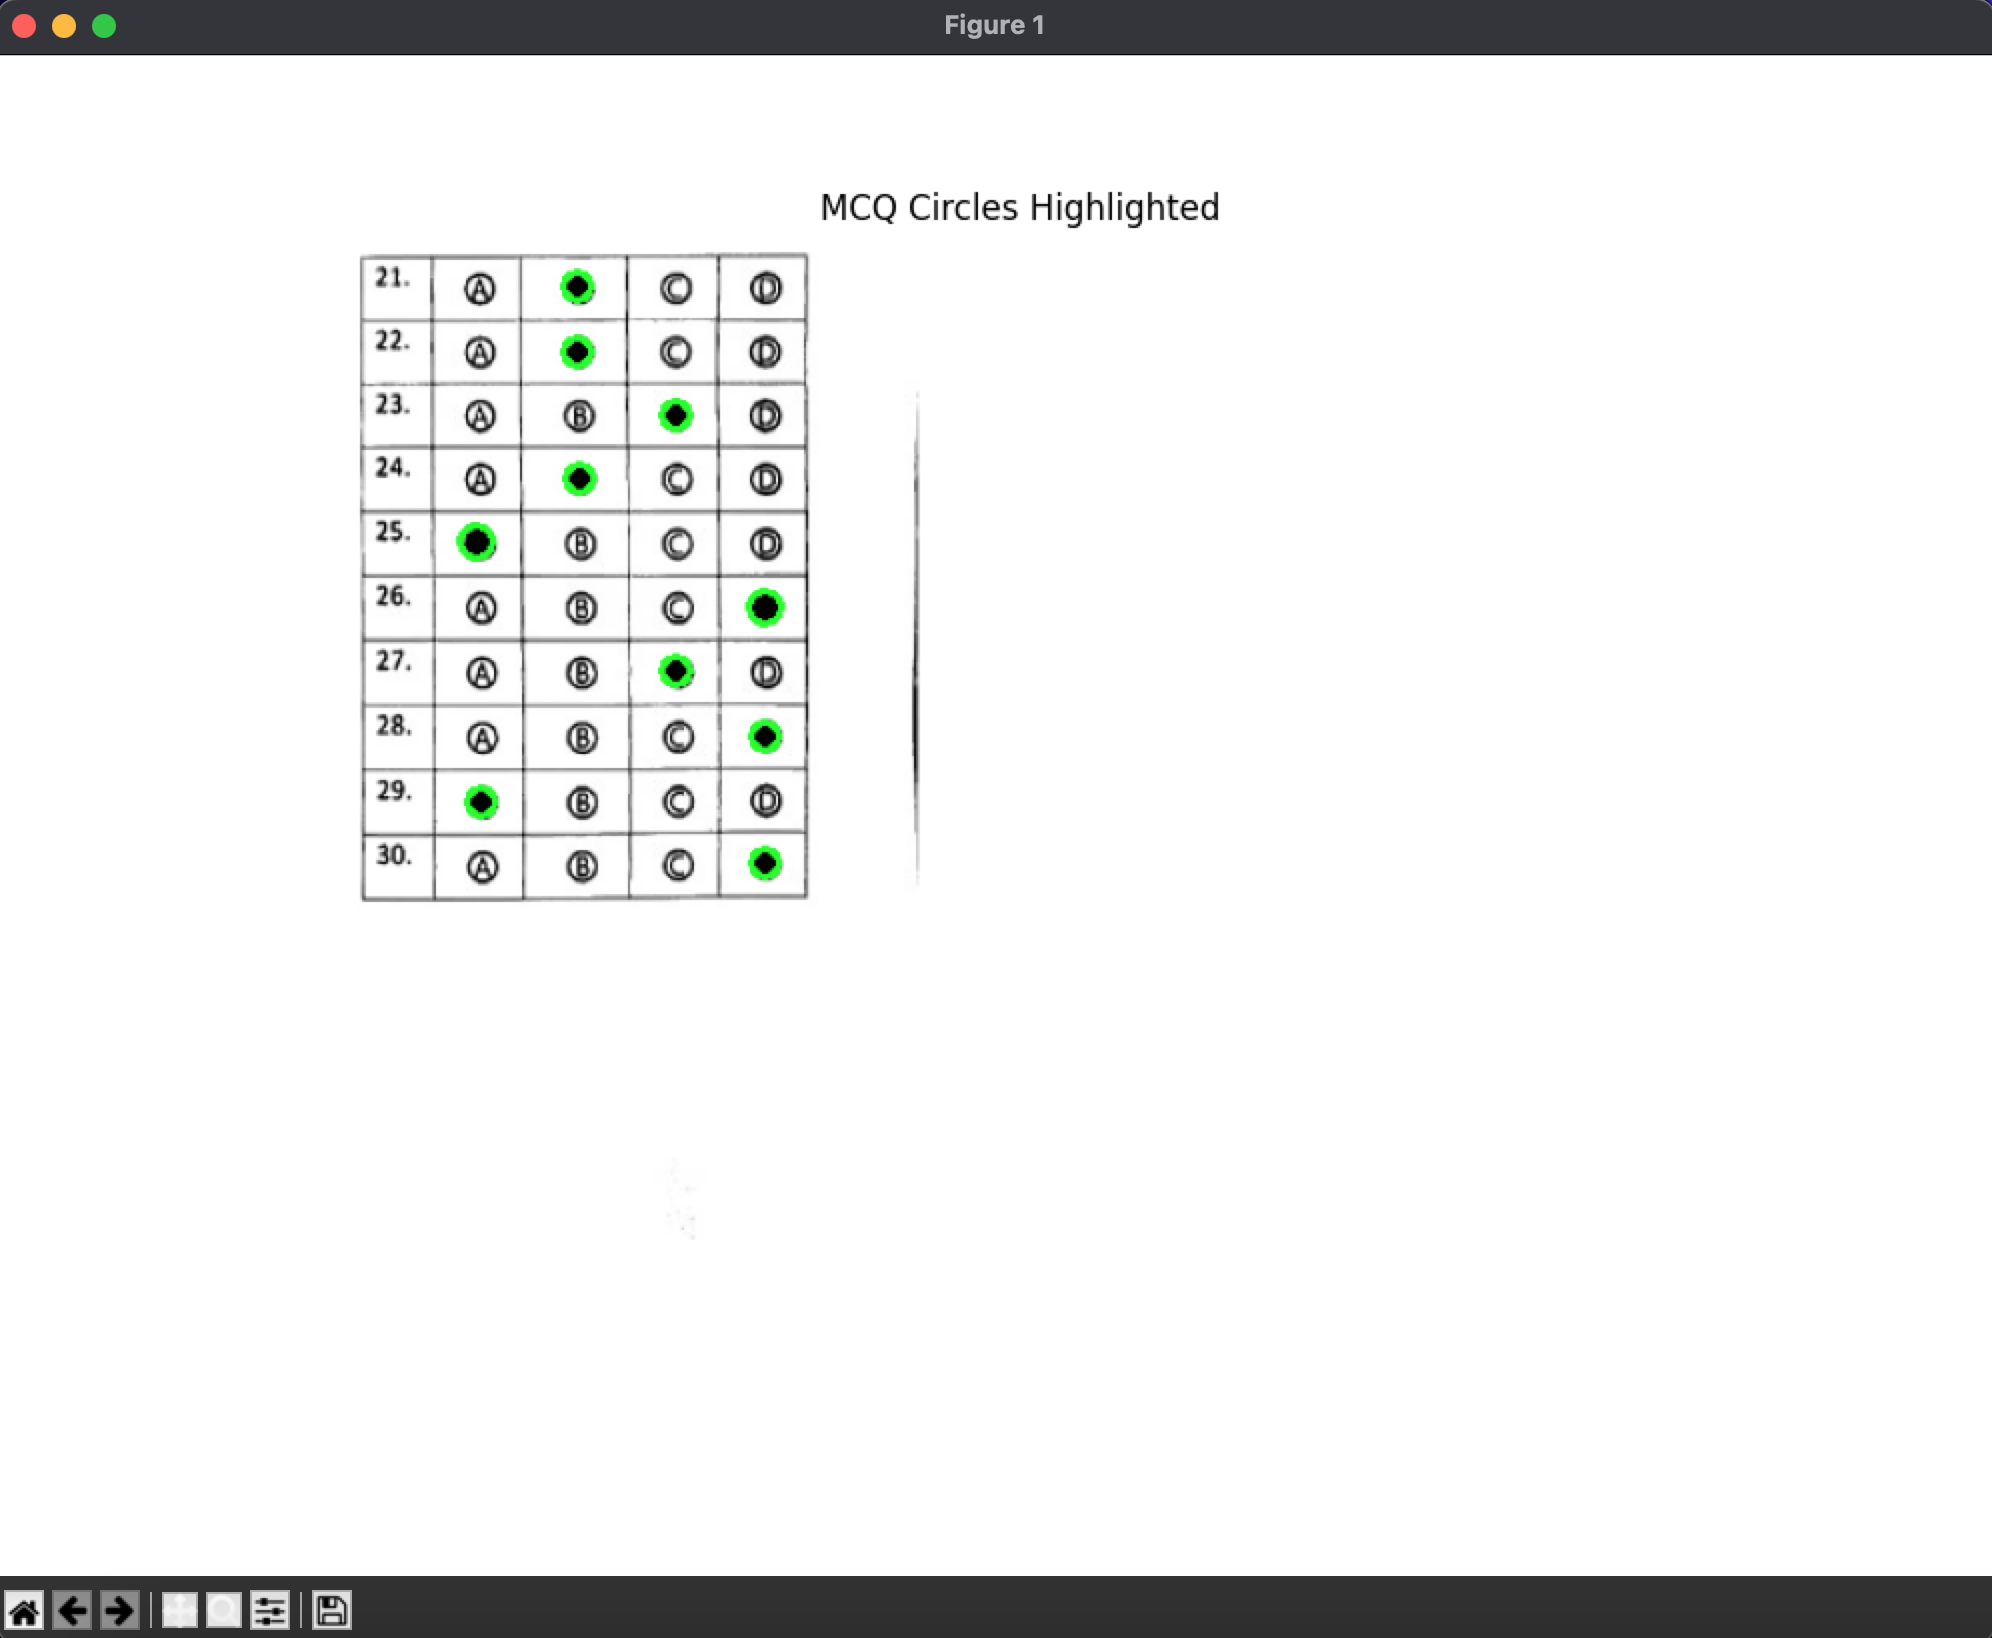 Figure 1
MCQ Circles Highlighted
21. A C D
22. A C D
23. A B D
24. A C D
25. B C D
26. A B C
27. A B D
28. A B C
29. B C D
30. A B C